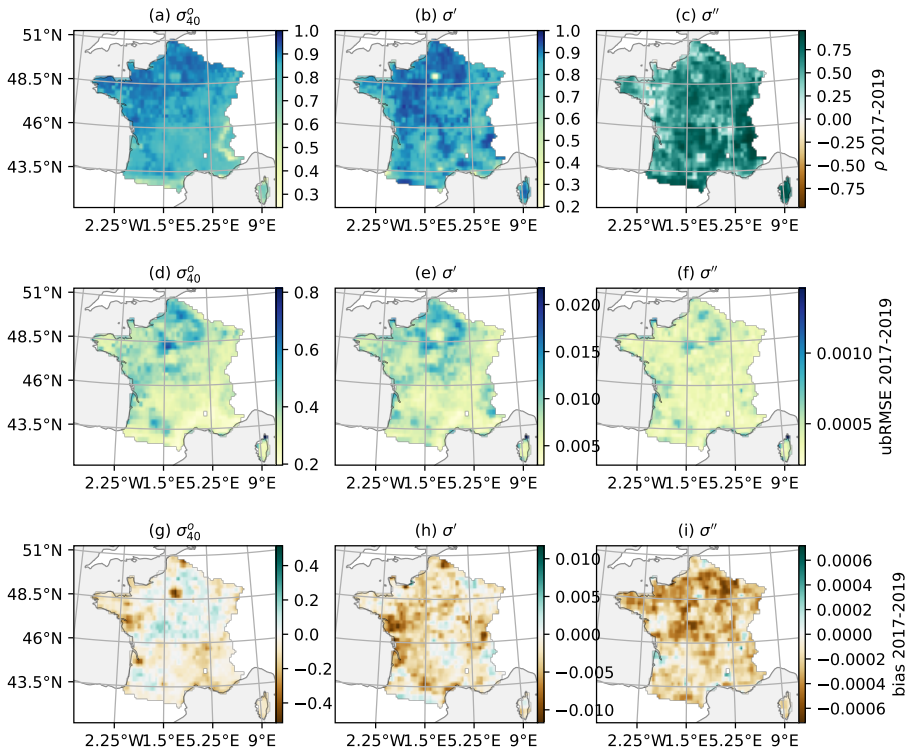 (a) σ°₄₀
(b) σ′
(c) σ″
51°N
48.5°N
46°N
43.5°N
1.0
0.9
0.8
0.7
0.6
0.5
0.4
0.3
1.0
0.9
0.8
0.7
0.6
0.5
0.4
0.3
0.2
0.75
0.50
0.25
0.00
−0.25
−0.50
−0.75
ρ 2017-2019
2.25°W1.5°E5.25°E 9°E
2.25°W1.5°E5.25°E 9°E
2.25°W1.5°E5.25°E 9°E
(d) σ°₄₀
(e) σ′
(f) σ″
51°N
48.5°N
46°N
43.5°N
0.8
0.6
0.4
0.2
0.020
0.015
0.010
0.005
0.0010
0.0005
ubRMSE 2017-2019
2.25°W1.5°E5.25°E 9°E
2.25°W1.5°E5.25°E 9°E
2.25°W1.5°E5.25°E 9°E
(g) σ°₄₀
(h) σ′
(i) σ″
51°N
48.5°N
46°N
43.5°N
0.4
0.2
0.0
−0.2
−0.4
0.010
0.005
0.000
−0.005
−0.010
0.0006
0.0004
0.0002
0.0000
−0.0002
−0.0004
−0.0006
bias 2017-2019
2.25°W1.5°E5.25°E 9°E
2.25°W1.5°E5.25°E 9°E
2.25°W1.5°E5.25°E 9°E